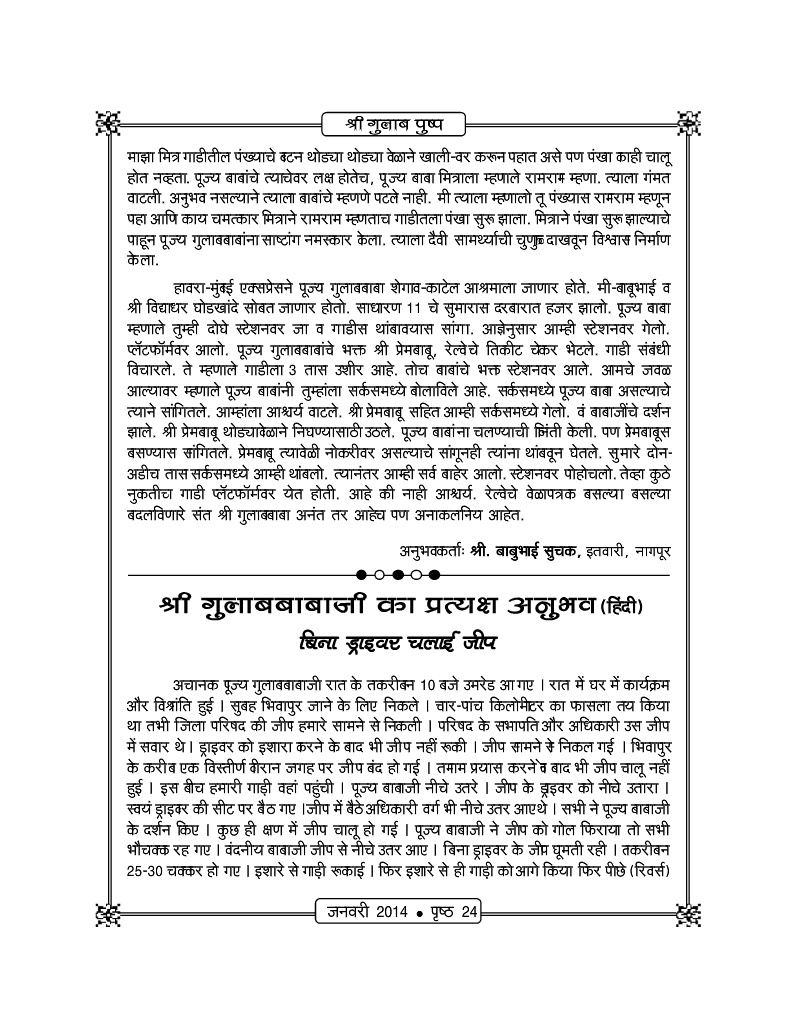 श्री गुलाब पुष्प
माझा मित्र गाडीतील पंख्याचे बटन थोड्या थोड्या वेळाने खाली-वर करून पहात असे पण पंखा काही चालू
होत नव्हता. पूज्य बाबांचे त्याचेवर लक्ष होतेच, पूज्य बाबा मित्राला म्हणाले रामराम म्हणा. त्याला गंमत
वाटली. अनुभव नसल्याने त्याला बाबांचे म्हणणे पटले नाही. मी त्याला म्हणालो तू पंख्यास रामराम म्हणून
पहा आणि काय चमत्कार मित्राने रामराम म्हणताच गाडीतला पंखा सुरू झाला. मित्राने पंखा सुरू झाल्याचे
पाहून पूज्य गुलाबबाबांना साष्टांग नमस्कार केला. त्याला दैवी सामर्थ्याची चुणुक दाखवून विश्वास निर्माण
केला.
हावरा-मुंबई एक्सप्रेसने पूज्य गुलाबबाबा शेगाव-काटेल आश्रमाला जाणार होते. मी-बाबूभाई व
श्री विद्याधर घोडखांदे सोबत जाणार होतो. साधारण 11 चे सुमारास दरबारात हजर झालो. पूज्य बाबा
म्हणाले तुम्ही दोघे स्टेशनवर जा व गाडीस थांबावयास सांगा. आज्ञेनुसार आम्ही स्टेशनवर गेलो.
प्लॅटफॉर्मवर आलो. पूज्य गुलाबबाबांचे भक्त श्री प्रेमबाबू, रेल्वेचे तिकीट चेकर भेटले. गाडी संबंधी
विचारले. ते म्हणाले गाडीला 3 तास उशीर आहे. तोच बाबांचे भक्त स्टेशनवर आले. आमचे जवळ
आल्यावर म्हणाले पूज्य बाबांनी तुम्हांला सर्कसमध्ये बोलाविले आहे. सर्कसमध्ये पूज्य बाबा असल्याचे
त्याने सांगितले. आम्हांला आश्चर्य वाटले. श्री प्रेमबाबू सहित आम्ही सर्कसमध्ये गेलो. वं बाबाजींचे दर्शन
झाले. श्री प्रेमबाबू थोड्यावेळाने निघण्यासाठी उठले. पूज्य बाबांना चलण्याची विनंती केली. पण प्रेमबाबूस
बसण्यास सांगितले. प्रेमबाबू त्यावेळी नोकरीवर असल्याचे सांगूनही त्यांना थांबवून घेतले. सुमारे दोन-
अडीच तास सर्कसमध्ये आम्ही थांबलो. त्यानंतर आम्ही सर्व बाहेर आलो. स्टेशनवर पोहोचलो. तेव्हा कुठे
नुकतीच गाडी प्लॅटफॉर्मवर येत होती. आहे की नाही आश्चर्य. रेल्वेचे वेळापत्रक बसल्या बसल्या
बदलविणारे संत श्री गुलाबबाबा अनंत तर आहेच पण अनाकलनिय आहेत.
अनुभवकर्ताः श्री. बाबुभाई सुचक, इतवारी, नागपूर
श्री गुलाबबाबाजी का प्रत्यक्ष अनुभव (हिंदी)
बिना ड्राइवर चलाई जीप
अचानक पूज्य गुलाबबाबाजी रात के तकरीबन 10 बजे उमरेड आ गए । रात में घर में कार्यक्रम
और विश्रांति हुई । सुबह भिवापुर जाने के लिए निकले । चार-पांच किलोमीटर का फासला तय किया
था तभी जिला परिषद की जीप हमारे सामने से निकली । परिषद के सभापति और अधिकारी उस जीप
में सवार थे । ड्राइवर को इशारा करने के बाद भी जीप नहीं रूकी । जीप सामने से निकल गई । भिवापुर
के करीब एक विस्तीर्ण वीरान जगह पर जीप बंद हो गई । तमाम प्रयास करने के बाद भी जीप चालू नहीं
हुई । इस बीच हमारी गाड़ी वहां पहुंची । पूज्य बाबाजी नीचे उतरे । जीप के ड्राइवर को नीचे उतारा ।
स्वयं ड्राइवर की सीट पर बैठ गए ।जीप में बैठे अधिकारी वर्ग भी नीचे उतर आए थे । सभी ने पूज्य बाबाजी
के दर्शन किए । कुछ ही क्षण में जीप चालू हो गई । पूज्य बाबाजी ने जीप को गोल फिराया तो सभी
भौचक्क रह गए । वंदनीय बाबाजी जीप से नीचे उतर आए । बिना ड्राइवर के जीप घूमती रही । तकरीबन
25-30 चक्कर हो गए । इशारे से गाड़ी रूकाई । फिर इशारे से ही गाड़ी को आगे किया फिर पीछे (रिवर्स)
जनवरी 2014 ● पृष्ठ 24